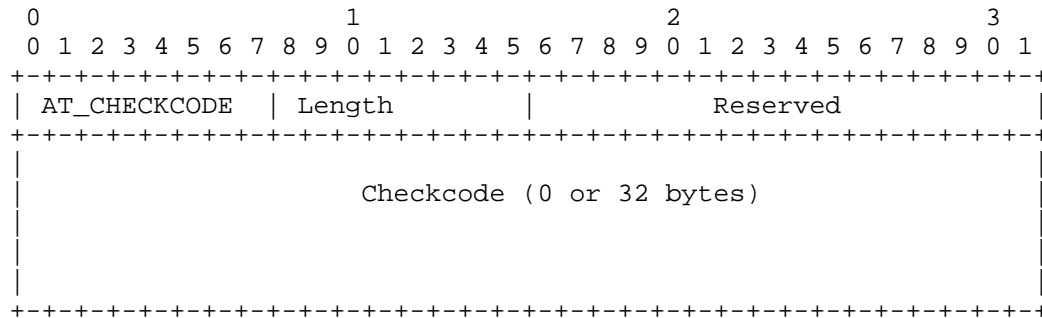 0                   1                   2                   3
 0 1 2 3 4 5 6 7 8 9 0 1 2 3 4 5 6 7 8 9 0 1 2 3 4 5 6 7 8 9 0 1
+-+-+-+-+-+-+-+-+-+-+-+-+-+-+-+-+-+-+-+-+-+-+-+-+-+-+-+-+-+-+-+-+
| AT_CHECKCODE  | Length        |           Reserved            |
+-+-+-+-+-+-+-+-+-+-+-+-+-+-+-+-+-+-+-+-+-+-+-+-+-+-+-+-+-+-+-+-+
|                                                               |
|                     Checkcode (0 or 32 bytes)                 |
|                                                               |
|                                                               |
|                                                               |
+-+-+-+-+-+-+-+-+-+-+-+-+-+-+-+-+-+-+-+-+-+-+-+-+-+-+-+-+-+-+-+-+